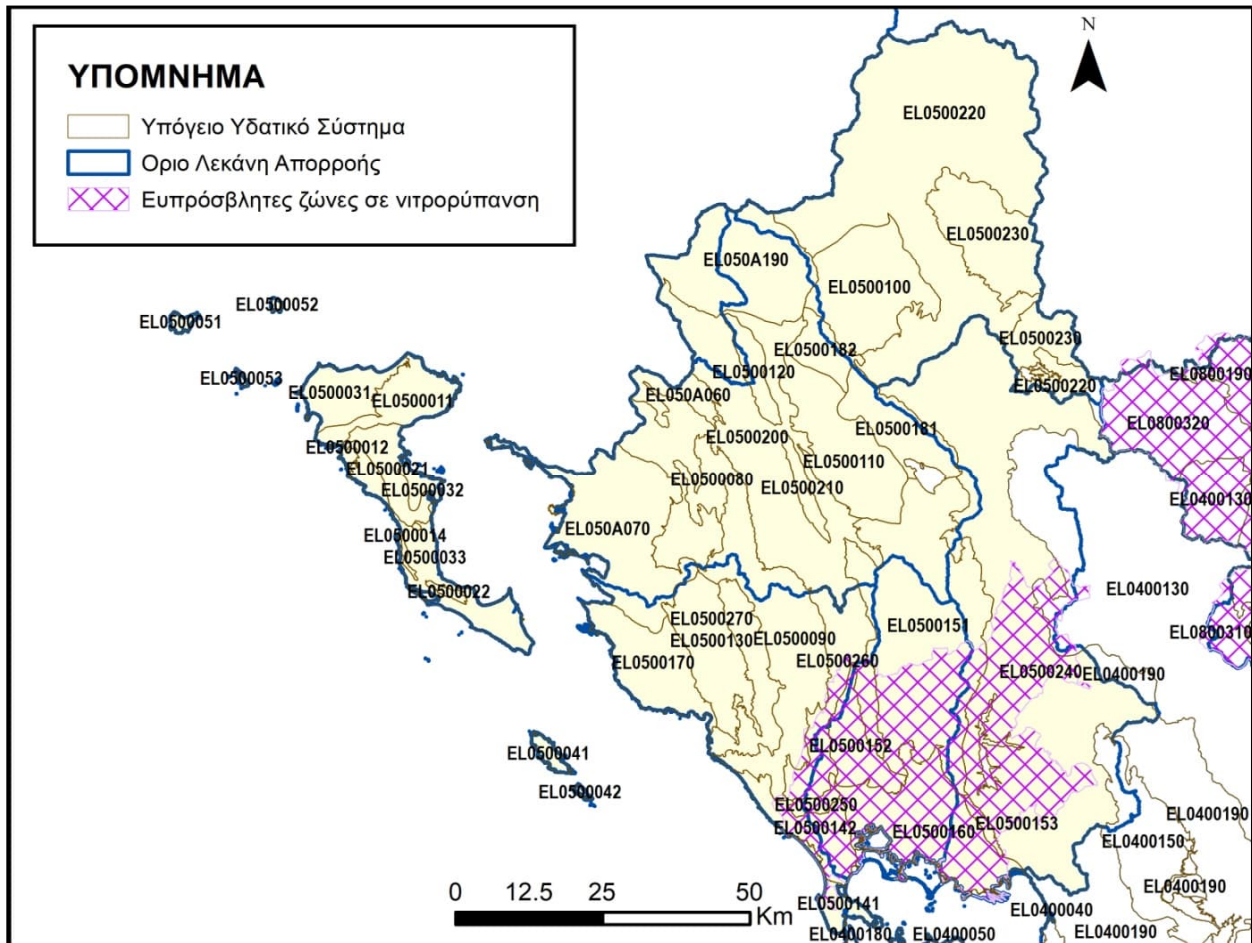 N
ΥΠΟΜΝΗΜΑ
Υπόγειο Υδατικό Σύστημα
Οριο Λεκάνη Απορροής
Ευπρόσβλητες ζώνες σε νιτρορύπανση
EL0500220
EL0500230
EL050A190
EL0500100
EL0500052
EL0500051
EL0500230
EL0500182
EL0500120
EL0500053
EL0500220
EL0800190
EL0500031
EL0500011
EL050A060
EL0800320
EL0500181
EL0500200
EL0500012
EL0500021
EL0500110
EL0500080
EL0500210
EL0500032
EL0400130
EL050A070
EL0500014
EL0500033
EL0500022
EL0400130
EL0500270
EL0500151
EL0800310
EL0500130
EL0500090
EL0500170
EL0500260
EL0500240
EL0400190
EL0500152
EL0500041
EL0500042
EL0500250
EL0500142
EL0500160
EL0500153
EL0400190
EL0400150
EL0400190
EL0500141
EL0400040
EL0400180
EL0400050
EL0400190
0 12.5 25 50
Km